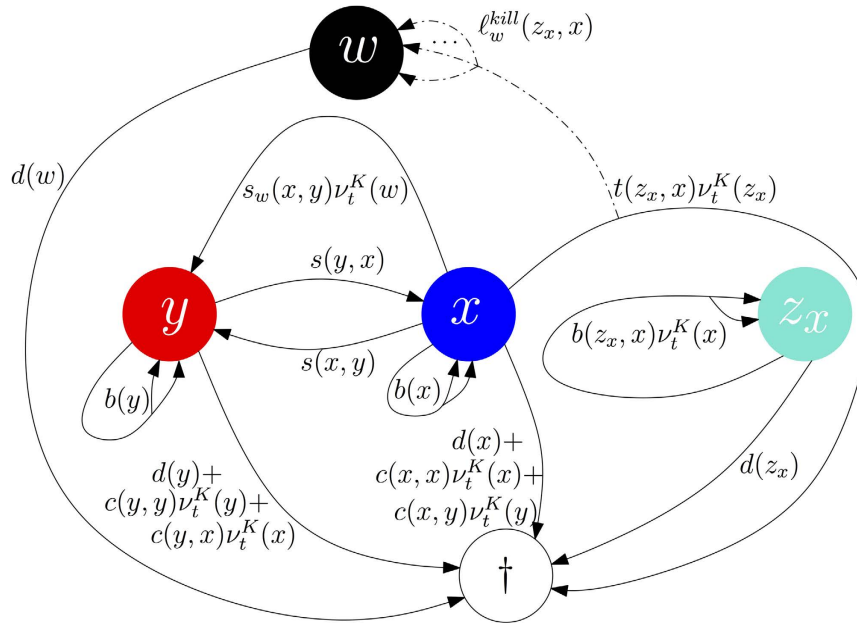 ℓ_w^{kill}(z_x, x)
...
w
d(w)
t(z_x, x)ν_t^K(z_x)
s_w(x, y)ν_t^K(w)
s(y, x)
y
x
z_x
b(z_x, x)ν_t^K(x)
s(x, y)
b(y)
b(x)
d(y)+
c(y, y)ν_t^K(y)+
c(y, x)ν_t^K(x)
d(x)+
c(x, x)ν_t^K(x)+
c(x, y)ν_t^K(y)
d(z_x)
†